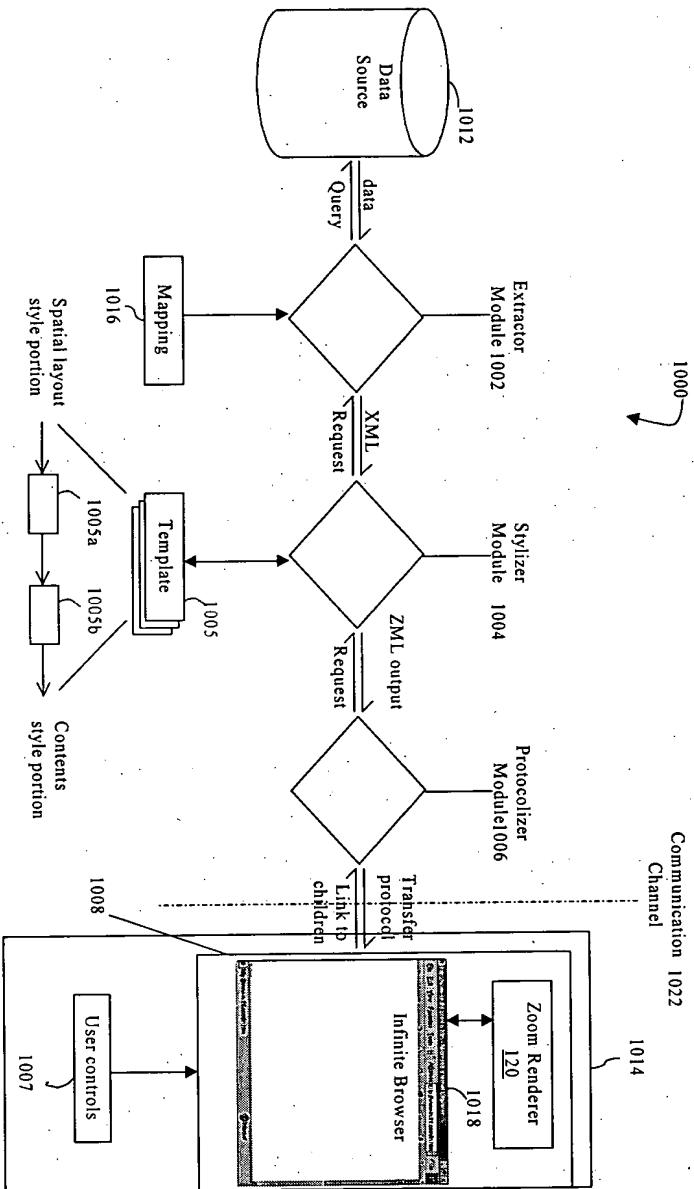 1000
Data
Source
1012
data
Query
Extractor
Module 1002
Mapping
1016
XML
Request
Stylizer
Module 1004
Template
1005
Spatial layout
style portion
1005a
1005b
Contents
style portion
ZML output
Request
Protocolizer
Module1006
Communication 1022
Channel
Transfer
protocol
Link to
children
1008
1014
Zoom Renderer
120
1018
Infinite Browser
User controls
1007